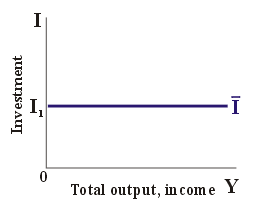 I
Investment
I₁
Ī
0
Total output, income Y